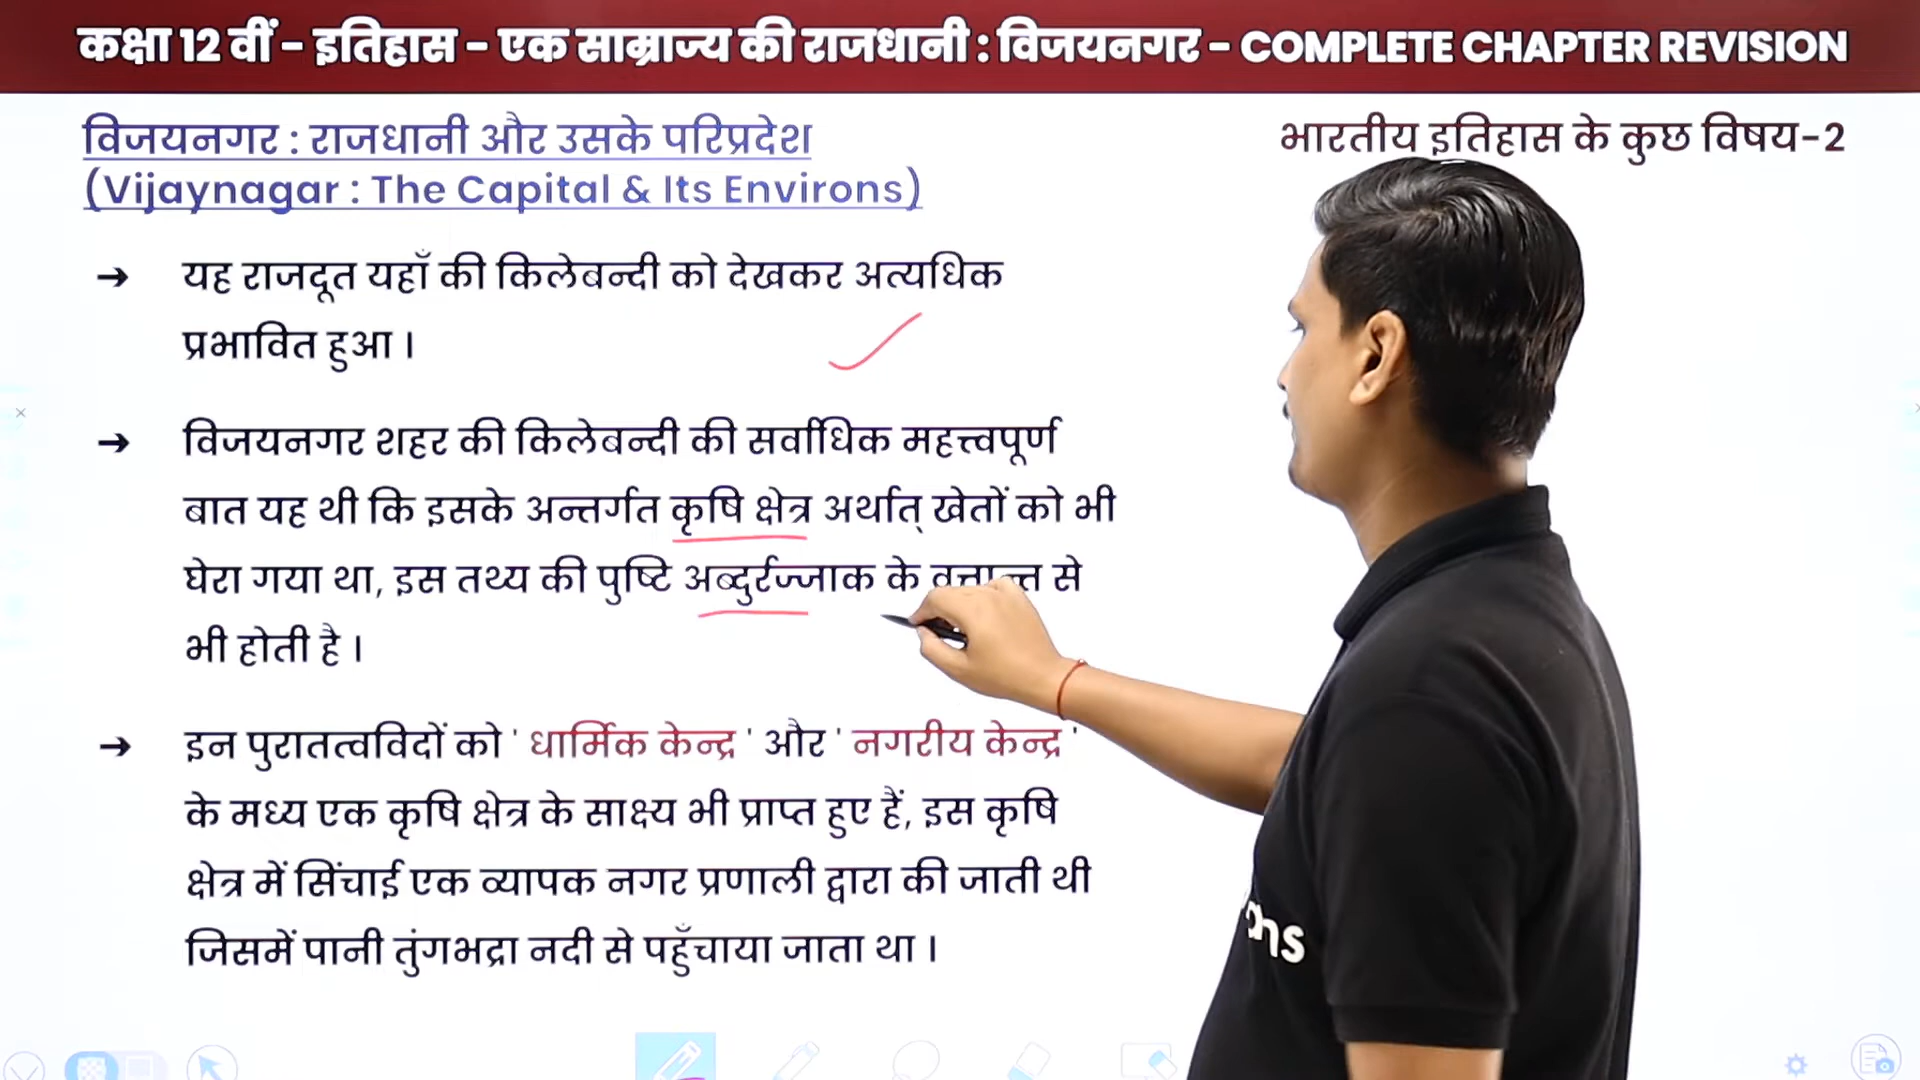 कक्षा 12 वीं - इतिहास - एक साम्राज्य की राजधानी : विजयनगर - COMPLETE CHAPTER REVISION
विजयनगर : राजधानी और उसके परिप्रदेश
भारतीय इतिहास के कुछ विषय-2
(Vijaynagar : The Capital & Its Environs)
➔ यह राजदूत यहाँ की किलेबन्दी को देखकर अत्यधिक
प्रभावित हुआ ।
➔ विजयनगर शहर की किलेबन्दी की सर्वाधिक महत्त्वपूर्ण
बात यह थी कि इसके अन्तर्गत कृषि क्षेत्र अर्थात् खेतों को भी
घेरा गया था, इस तथ्य की पुष्टि अब्दुर्रज्जाक के से
भी होती है ।
➔ इन पुरातत्वविदों को ' धार्मिक केन्द्र ' और ' नगरीय केन्द्र '
के मध्य एक कृषि क्षेत्र के साक्ष्य भी प्राप्त हुए हैं, इस कृषि
क्षेत्र में सिंचाई एक व्यापक नगर प्रणाली द्वारा की जाती थी
जिसमें पानी तुंगभद्रा नदी से पहुँचाया जाता था ।